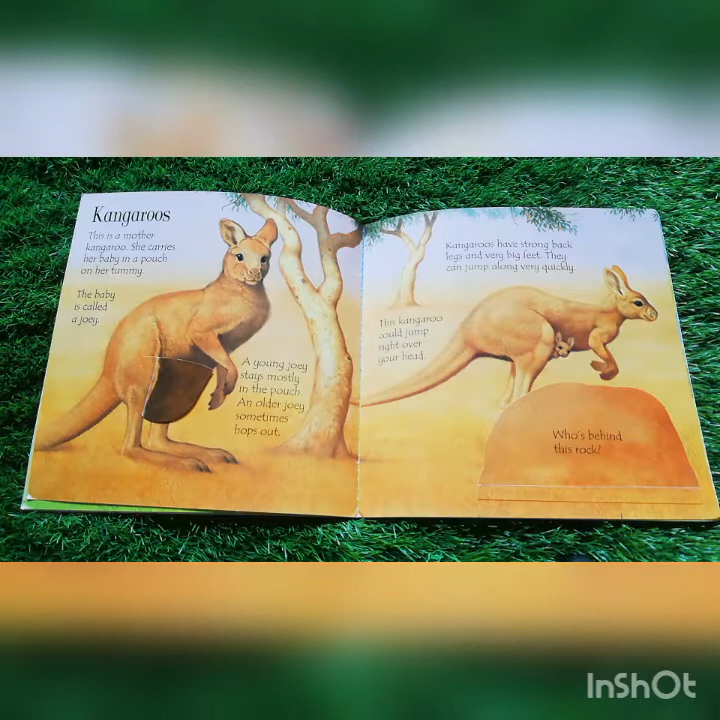 Kangaroos
This is a mother
kangaroo. She carries
her baby in a pouch
on her tummy.
The baby
is called
a joey.
A young joey
stays mostly
in the pouch.
An older joey
sometimes
hops out.
Kangaroos have strong back
legs and very big feet. They
can jump along very quickly.
This kangaroo
could jump
right over
your head.
Who's behind
this rock?
InShOt